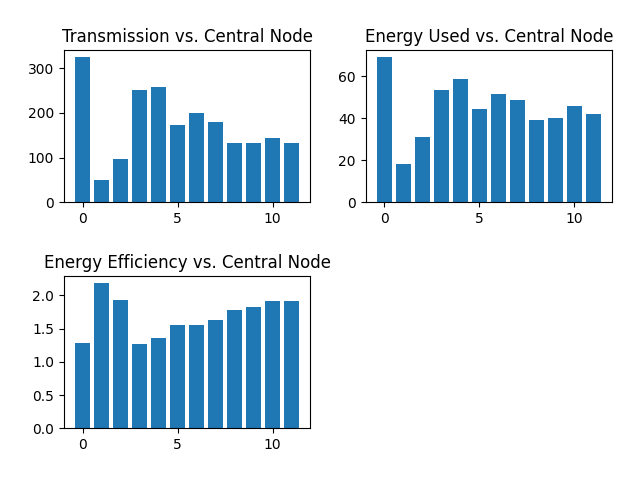 Transmission vs. Central Node
300
200
100
0
0 5 10
Energy Used vs. Central Node
60
40
20
0
0 5 10
Energy Efficiency vs. Central Node
2.0
1.5
1.0
0.5
0.0
0 5 10